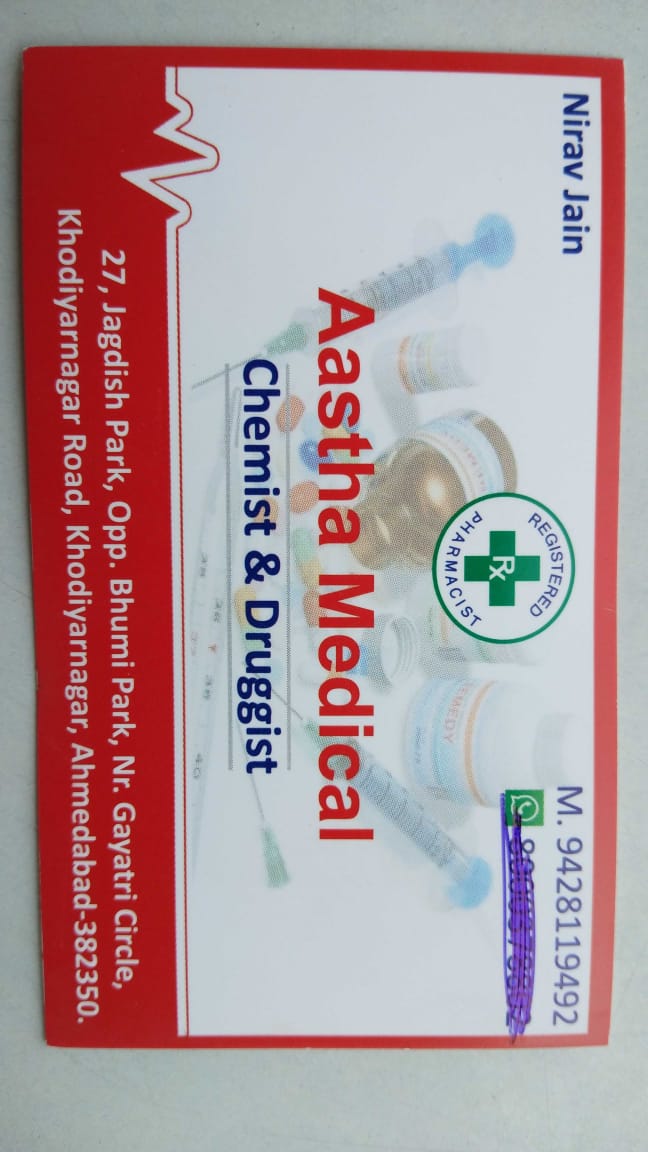 Nirav Jain
M. 9428119492
REGISTERED
Rx
PHARMACIST
Aastha Medical
Chemist & Druggist
27, Jagdish Park, Opp. Bhumi Park, Nr. Gayatri Circle,
Khodiyarnagar Road, Khodiyarnagar, Ahmedabad-382350.